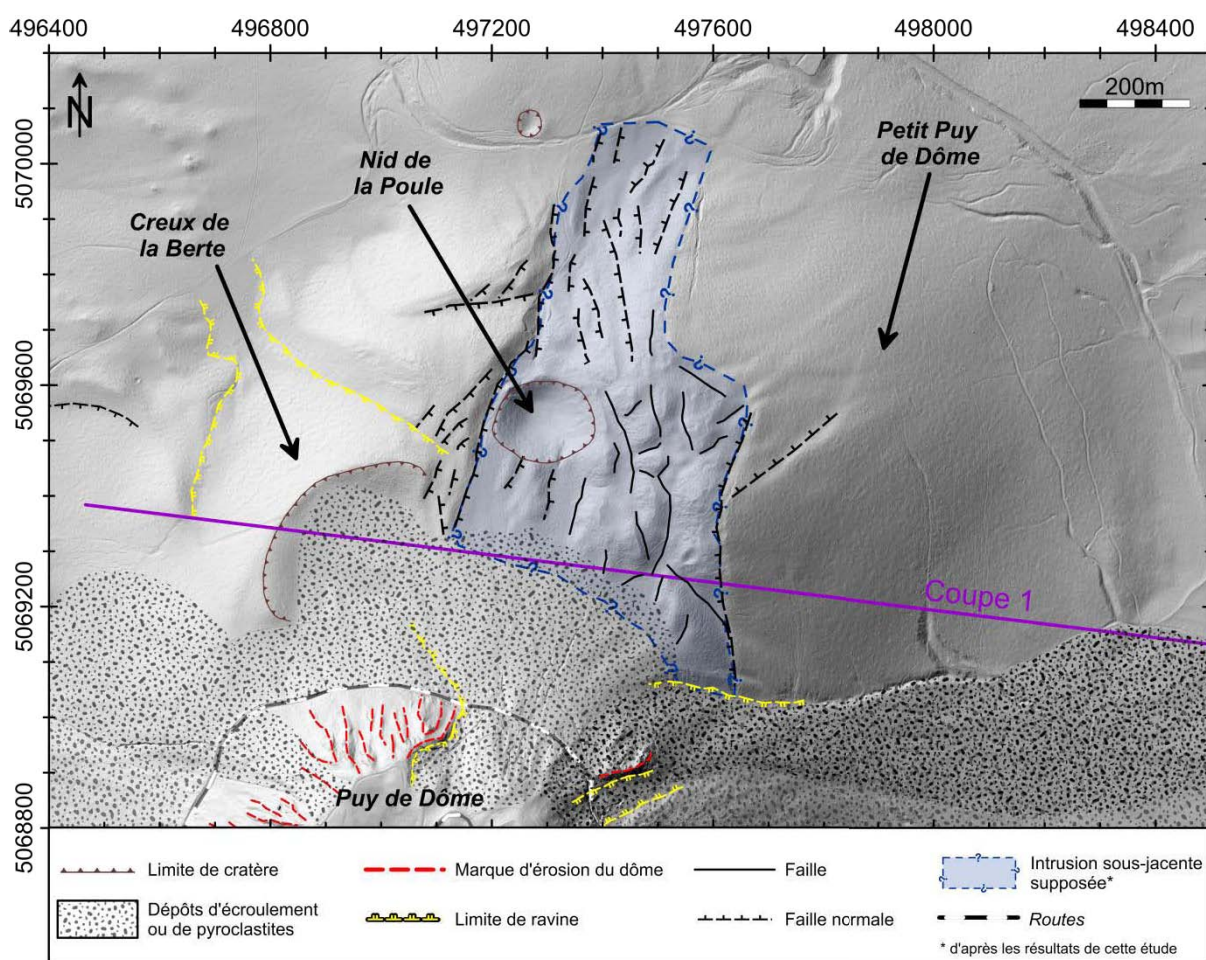 496400 496800 497200 497600 498000 498400
200m
N
5070000
5069600
5069200
5068800
Petit Puy
de Dôme
Nid de
la Poule
Creux de
la Berte
Coupe 1
Puy de Dôme
Limite de cratère
Marque d'érosion du dôme
Faille
Intrusion sous-jacente
supposée*
Dépôts d'écroulement
ou de pyroclastites
Limite de ravine
Faille normale
Routes
* d'après les résultats de cette étude